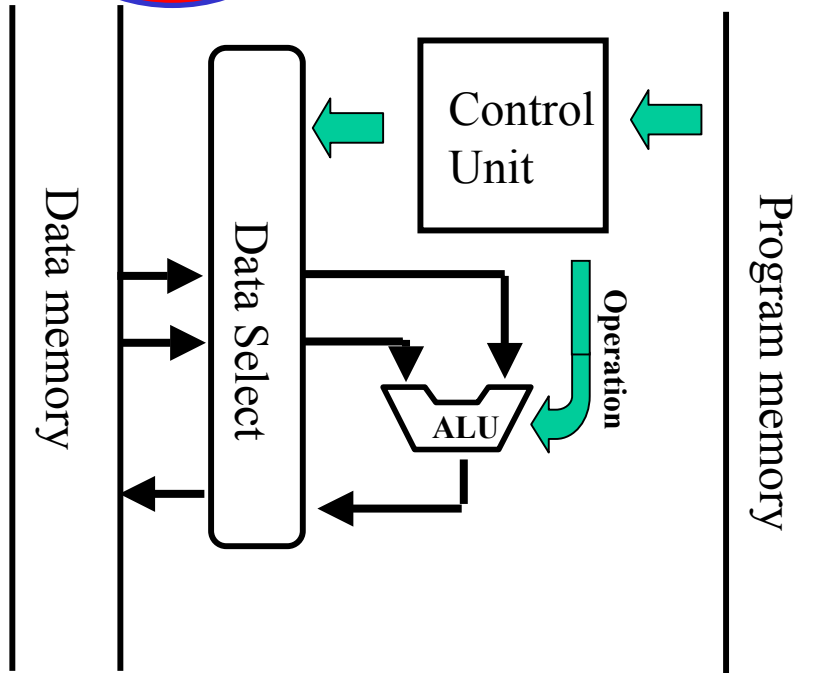 Control
Unit
Data memory
Data Select
Operation
ALU
Program memory